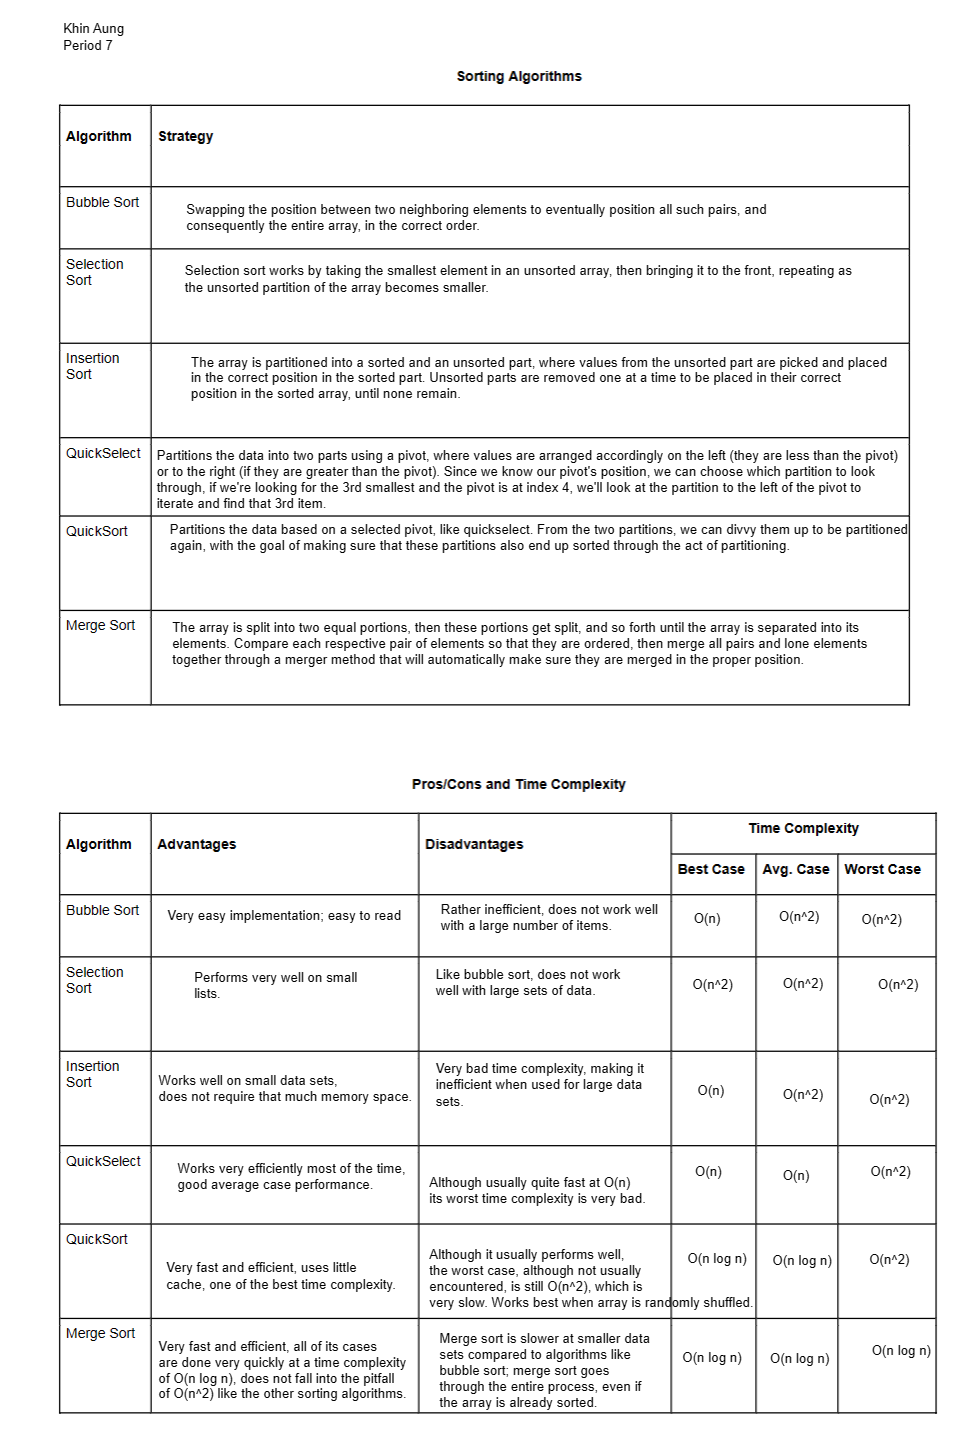 Khin Aung
Period 7
Sorting Algorithms
Algorithm Strategy
Bubble Sort
Swapping the position between two neighboring elements to eventually position all such pairs, and
consequently the entire array, in the correct order.
Selection
Sort
Selection sort works by taking the smallest element in an unsorted array, then bringing it to the front, repeating as
the unsorted partition of the array becomes smaller.
Insertion
Sort
The array is partitioned into a sorted and an unsorted part, where values from the unsorted part are picked and placed
in the correct position in the sorted part. Unsorted parts are removed one at a time to be placed in their correct
position in the sorted array, until none remain.
QuickSelect
Partitions the data into two parts using a pivot, where values are arranged accordingly on the left (they are less than the pivot)
or to the right (if they are greater than the pivot). Since we know our pivot's position, we can choose which partition to look
through, if we're looking for the 3rd smallest and the pivot is at index 4, we'll look at the partition to the left of the pivot to
iterate and find that 3rd item.
QuickSort
Partitions the data based on a selected pivot, like quickselect. From the two partitions, we can divvy them up to be partitioned
again, with the goal of making sure that these partitions also end up sorted through the act of partitioning.
Merge Sort
The array is split into two equal portions, then these portions get split, and so forth until the array is separated into its
elements. Compare each respective pair of elements so that they are ordered, then merge all pairs and lone elements
together through a merger method that will automatically make sure they are merged in the proper position.
Pros/Cons and Time Complexity
Algorithm Advantages Disadvantages Time Complexity
Best Case Avg. Case Worst Case
Bubble Sort
Very easy implementation; easy to read
Rather inefficient, does not work well
with a large number of items.
O(n) O(n^2) O(n^2)
Selection
Sort
Performs very well on small
lists.
Like bubble sort, does not work
well with large sets of data.
O(n^2) O(n^2) O(n^2)
Insertion
Sort
Works well on small data sets,
does not require that much memory space.
Very bad time complexity, making it
inefficient when used for large data
sets.
O(n) O(n^2) O(n^2)
QuickSelect
Works very efficiently most of the time,
good average case performance.
Although usually quite fast at O(n)
its worst time complexity is very bad.
O(n) O(n) O(n^2)
QuickSort
Very fast and efficient, uses little
cache, one of the best time complexity.
Although it usually performs well,
the worst case, although not usually
encountered, is still O(n^2), which is
very slow. Works best when array is randomly shuffled.
O(n log n) O(n log n) O(n^2)
Merge Sort
Very fast and efficient, all of its cases
are done very quickly at a time complexity
of O(n log n), does not fall into the pitfall
of O(n^2) like the other sorting algorithms.
Merge sort is slower at smaller data
sets compared to algorithms like
bubble sort; merge sort goes
through the entire process, even if
the array is already sorted.
O(n log n) O(n log n) O(n log n)